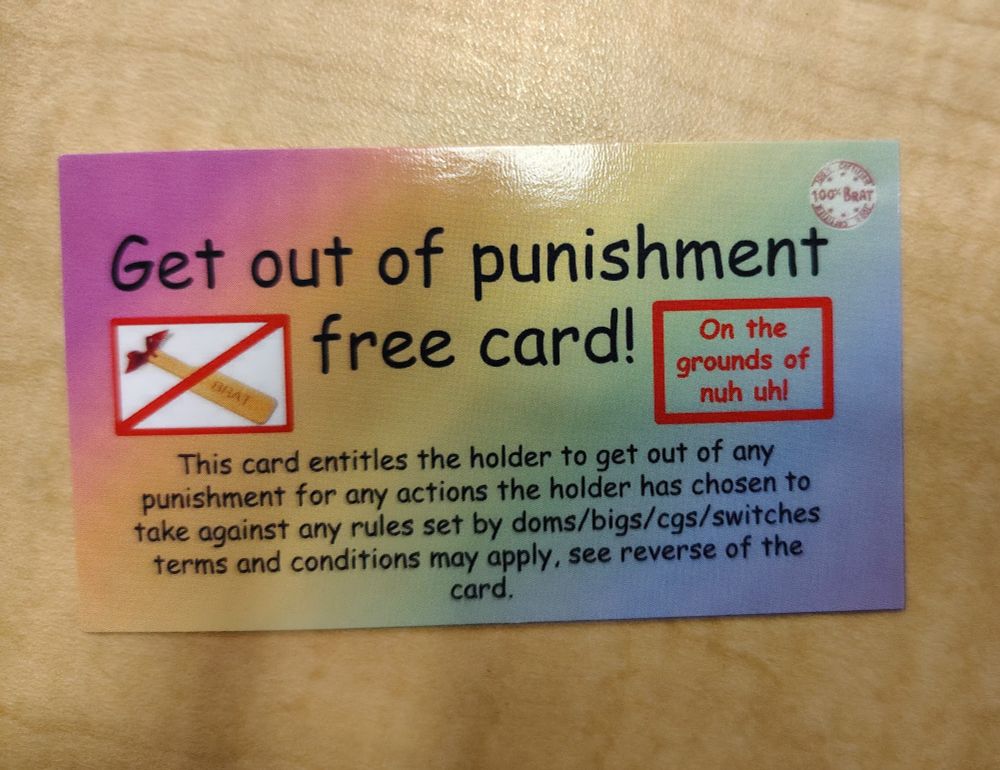 100% BRAT
Get out of punishment
free card!
BRAT
On the
grounds of
nuh uh!
This card entitles the holder to get out of any
punishment for any actions the holder has chosen to
take against any rules set by doms/bigs/cgs/switches
terms and conditions may apply, see reverse of the
card.